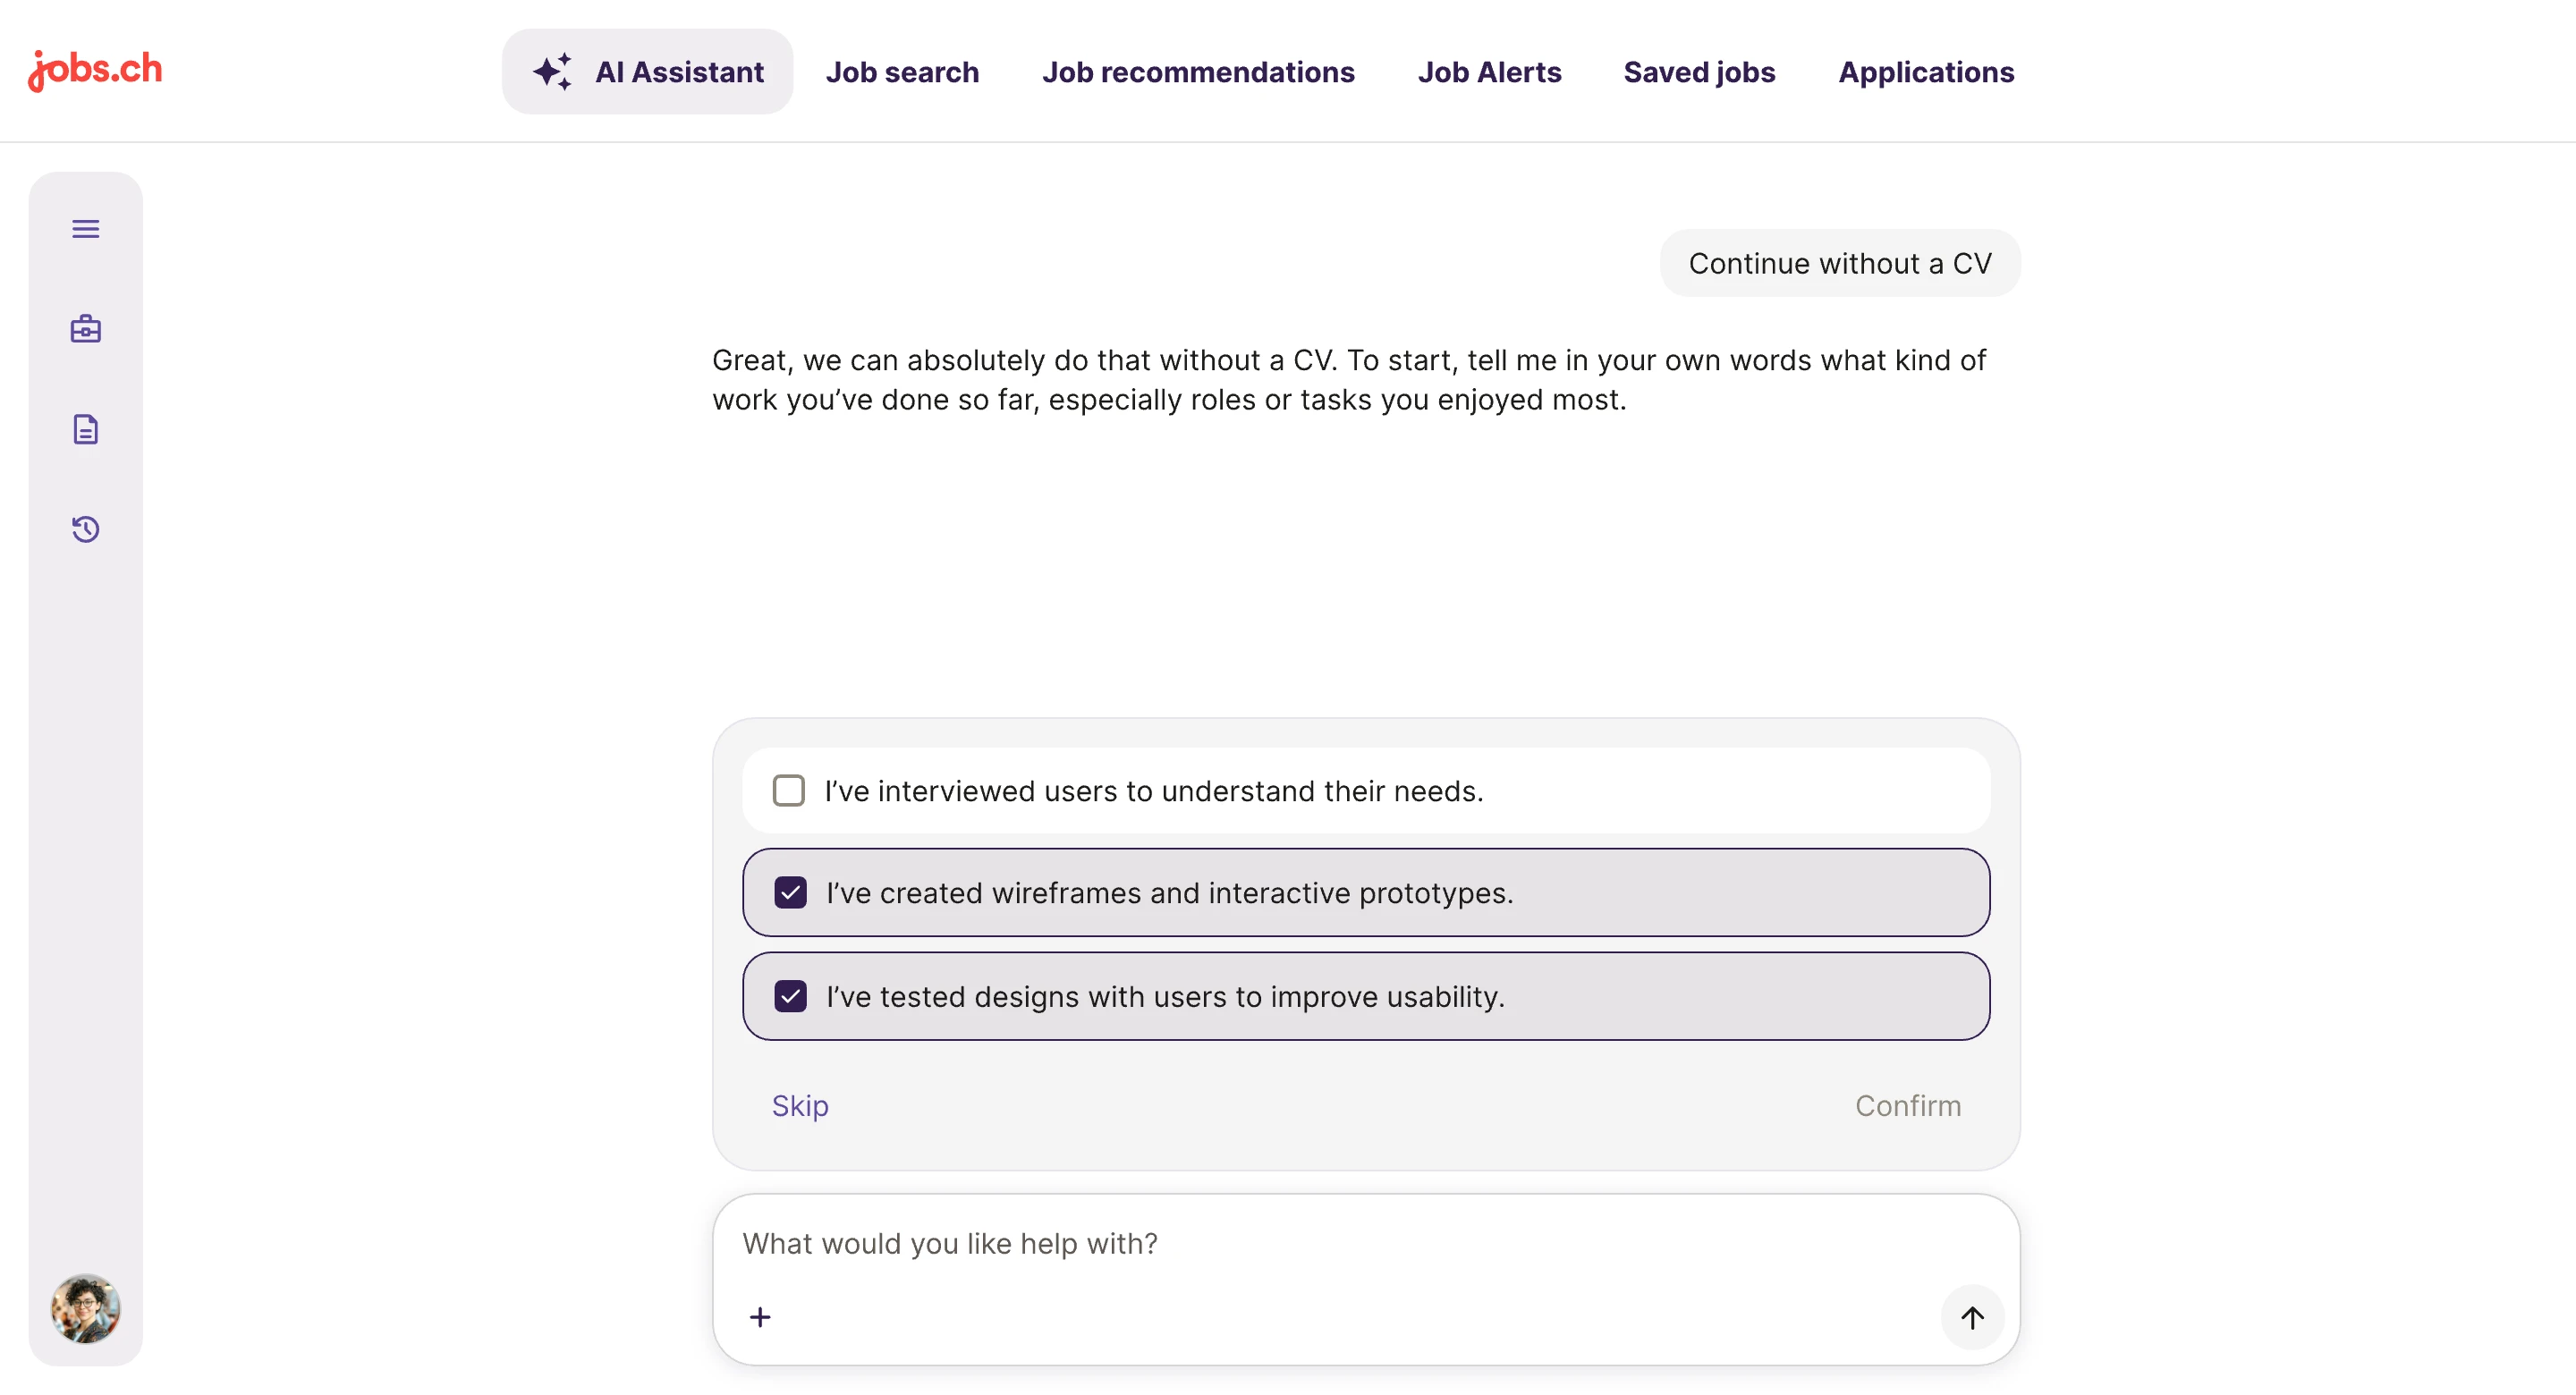 jobs.ch
AI Assistant
Job search
Job recommendations
Job Alerts
Saved jobs
Applications
Continue without a CV
Great, we can absolutely do that without a CV. To start, tell me in your own words what kind of
work you’ve done so far, especially roles or tasks you enjoyed most.
I’ve interviewed users to understand their needs.
I’ve created wireframes and interactive prototypes.
I’ve tested designs with users to improve usability.
Skip
Confirm
What would you like help with?